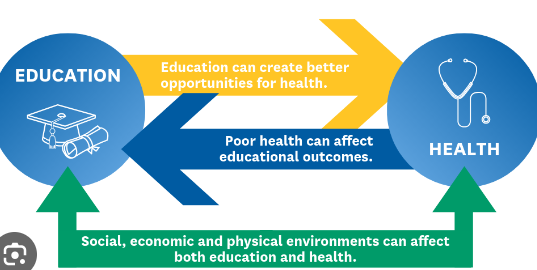 EDUCATION
Education can create better
opportunities for health.
Poor health can affect
educational outcomes.
HEALTH
Social, economic and physical environments can affect
both education and health.